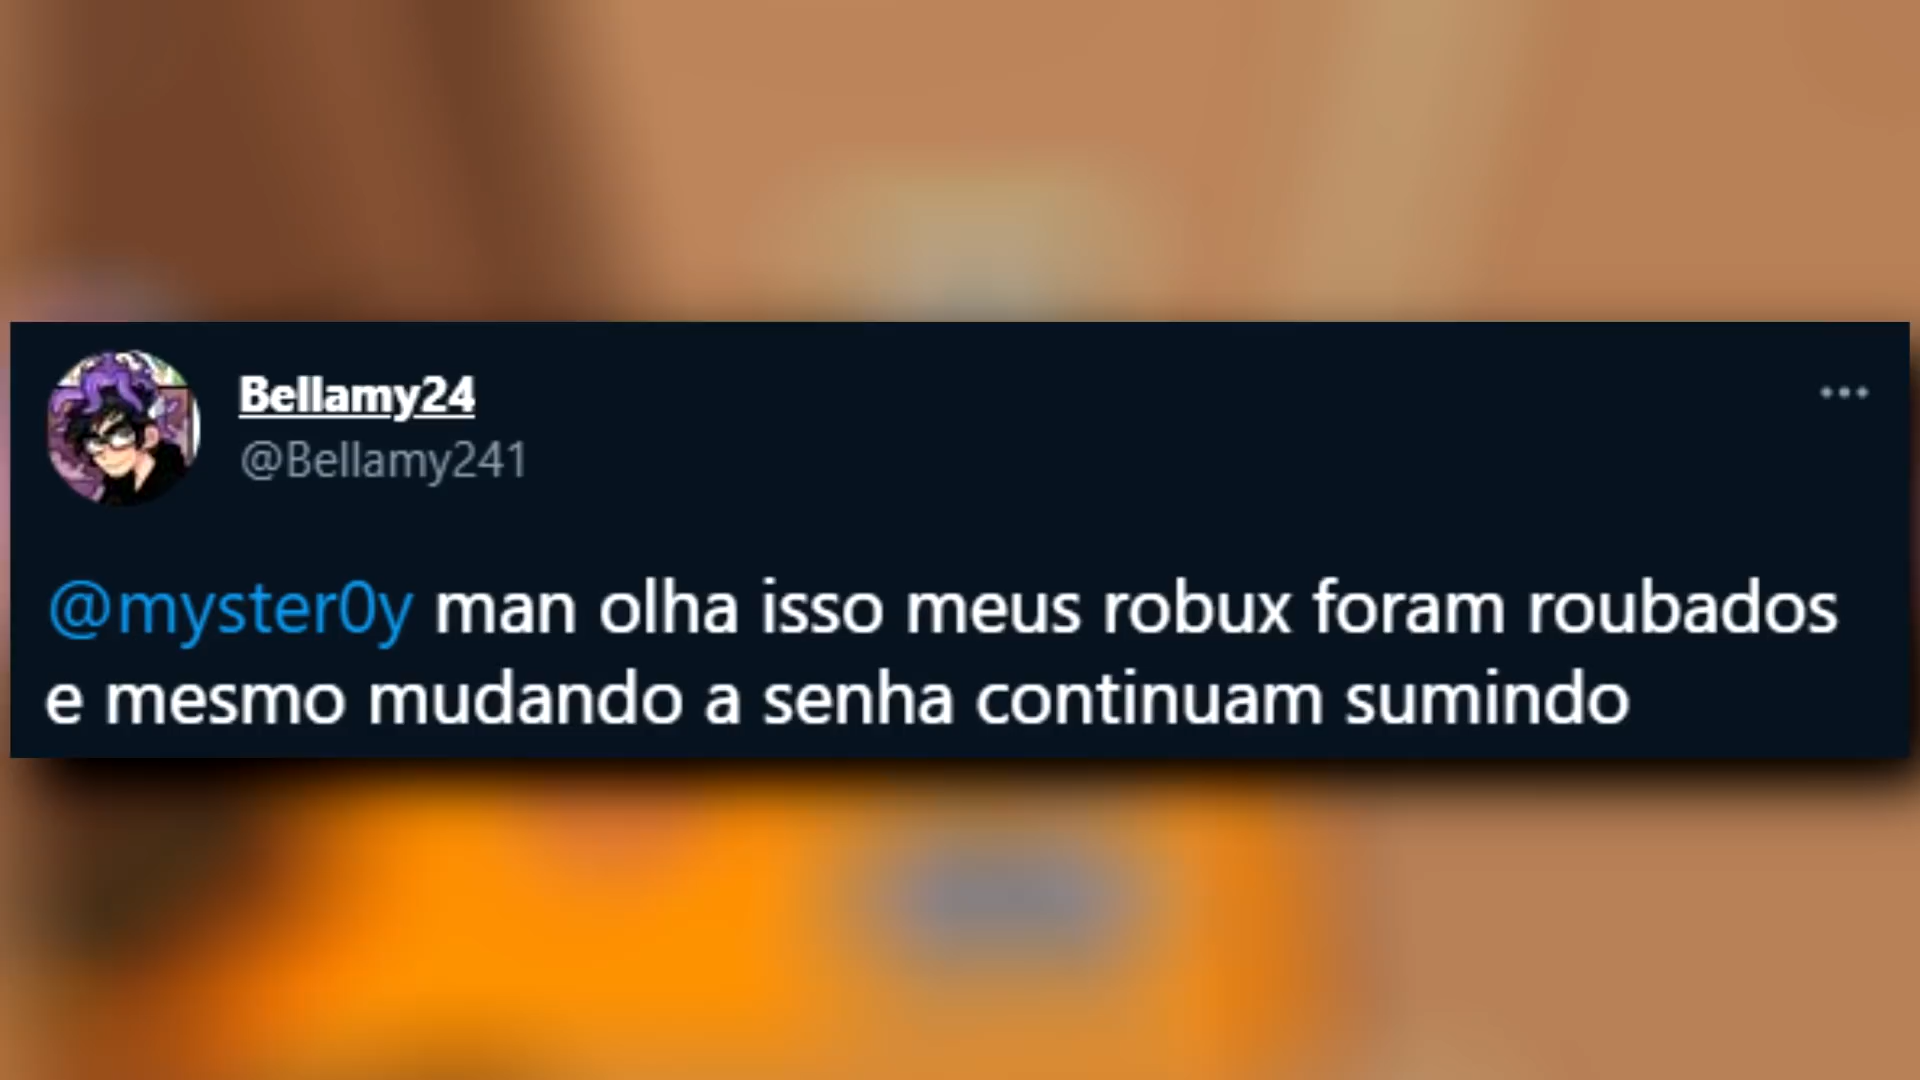 Bellamy24
@Bellamy241
@myster0y man olha isso meus robux foram roubados
e mesmo mudando a senha continuam sumindo